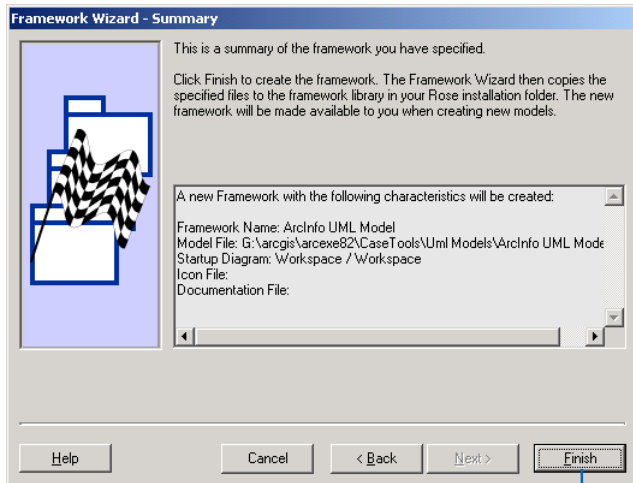 Framework Wizard - Summary
This is a summary of the framework you have specified.
Click Finish to create the framework. The Framework Wizard then copies the
specified files to the framework library in your Rose installation folder. The new
framework will be made available to you when creating new models.
A new Framework with the following characteristics will be created:
Framework Name: ArcInfo UML Model
Model File: G:\arcgis\arcexe82\CaseTools\Uml Models\ArcInfo UML Mode
Startup Diagram: Workspace / Workspace
Icon File:
Documentation File:
Help Cancel < Back Next > Finish